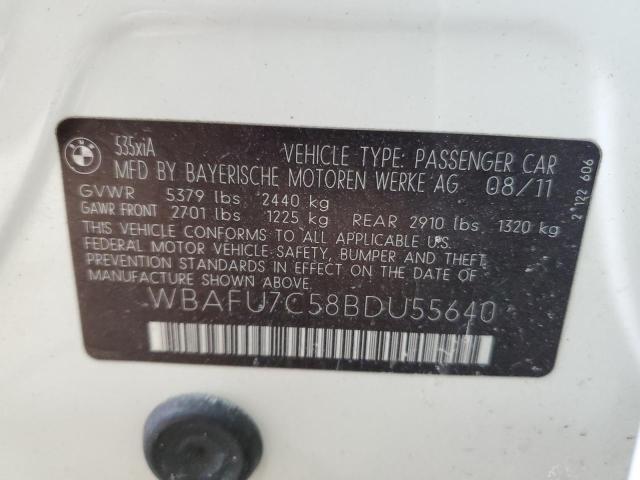 535xiA
VEHICLE TYPE: PASSENGER CAR
MFD BY BAYERISCHE MOTOREN WERKE AG 08/11
GVWR 5379 lbs 2440 kg
GAWR FRONT 2701 lbs 1225 kg REAR 2910 lbs 1320 kg
THIS VEHICLE CONFORMS TO ALL APPLICABLE U.S.
FEDERAL MOTOR VEHICLE SAFETY, BUMPER AND THEFT
PREVENTION STANDARDS IN EFFECT ON THE DATE OF
MANUFACTURE SHOWN ABOVE.
WBAFU7C58BDU55640
2 1122 606